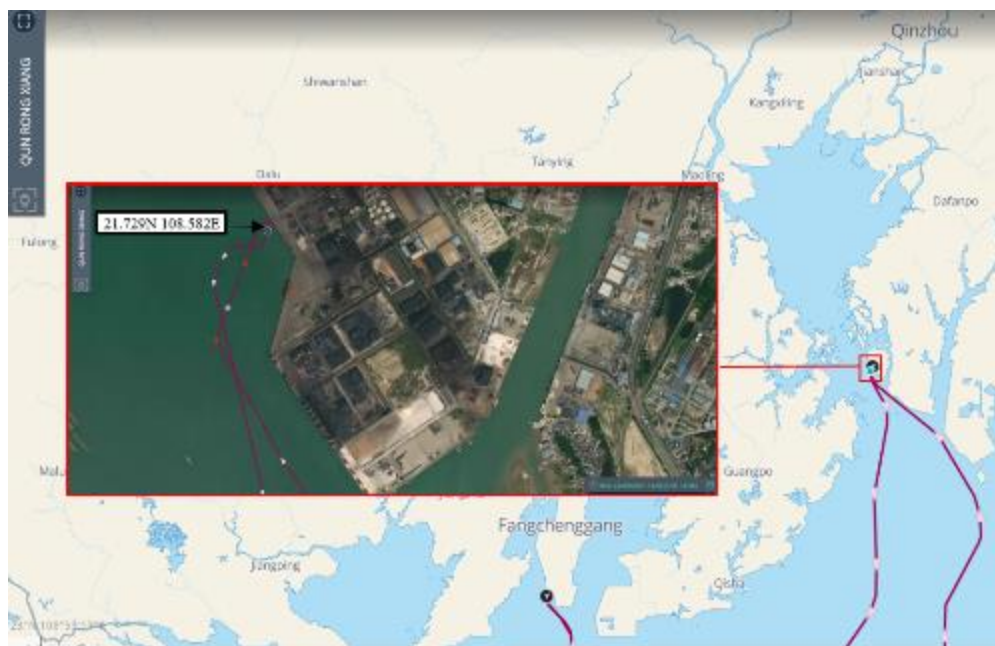 QUN RONG XIANG
Qinzhou
Jianshan
Shiwanshan
Kangxiling
Tanying
Dalu
Maoling
Dafanpo
21.729N 108.582E
Fulong
Malu
Guangpo
Fangchenggang
Jiangping
Qisha